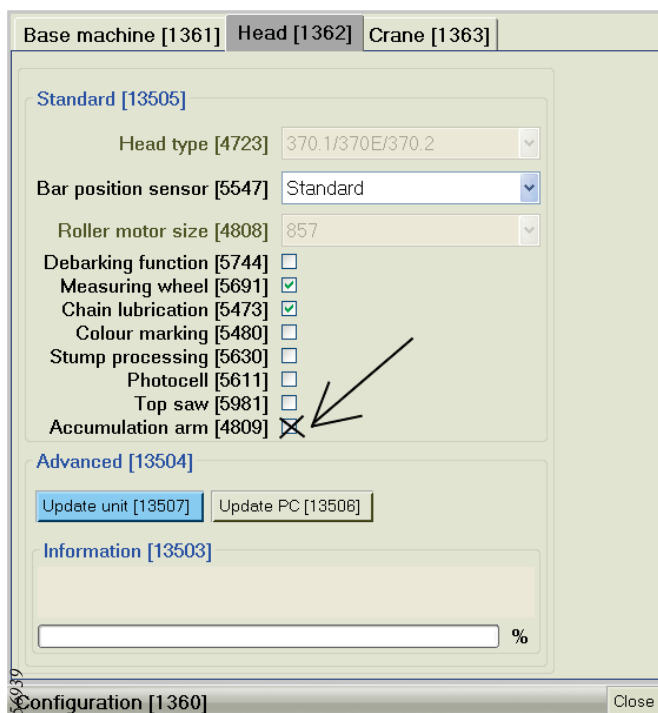 Base machine [1361] Head [1362] Crane [1363]
Standard [13505]
Head type [4723] 370.1/370E/370.2
Bar position sensor [5547] Standard
Roller motor size [4808] 857
Debarking function [5744]
Measuring wheel [5691]
Chain lubrication [5473]
Colour marking [5480]
Stump processing [5630]
Photocell [5611]
Top saw [5981]
Accumulation arm [4809]
Advanced [13504]
Update unit [13507] Update PC [13506]
Information [13503]
%
Configuration [1360] Close